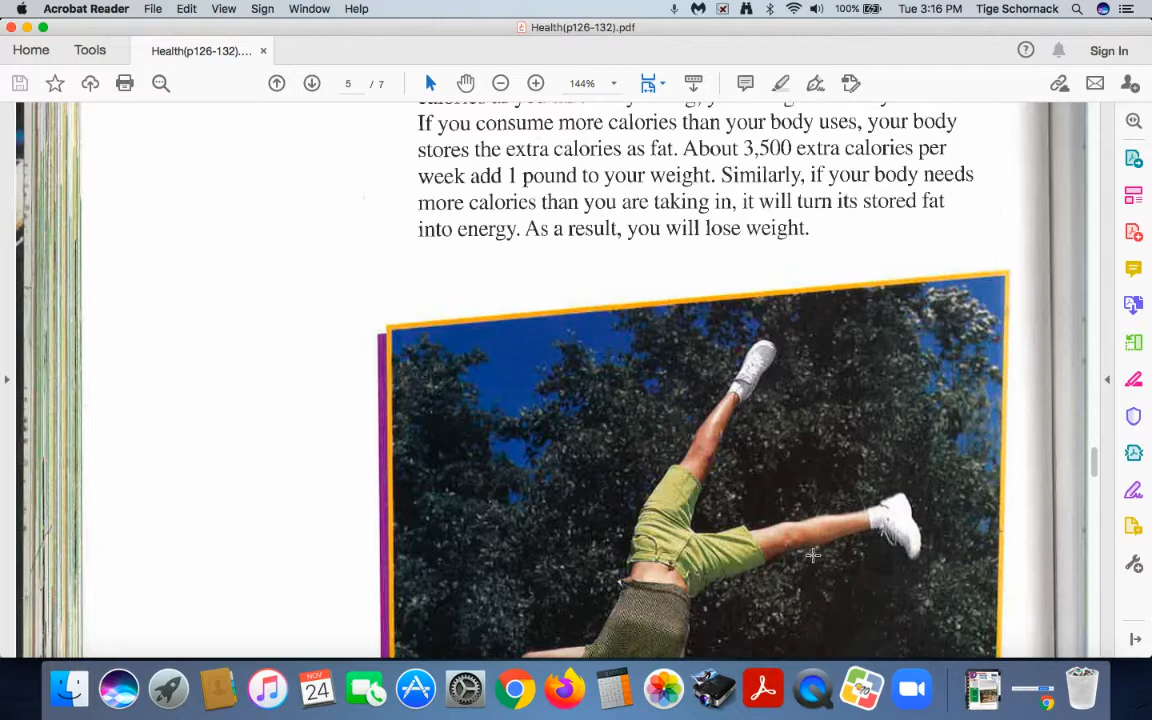 Acrobat Reader File Edit View Sign Window Help 100% Tue 3:16 PM Tige Schornack
Health(p126-132).pdf
Home Tools Health(p126-132).... × Sign In
5 / 7 144%
If you consume more calories than your body uses, your body
stores the extra calories as fat. About 3,500 extra calories per
week add 1 pound to your weight. Similarly, if your body needs
more calories than you are taking in, it will turn its stored fat
into energy. As a result, you will lose weight.
NOV
24